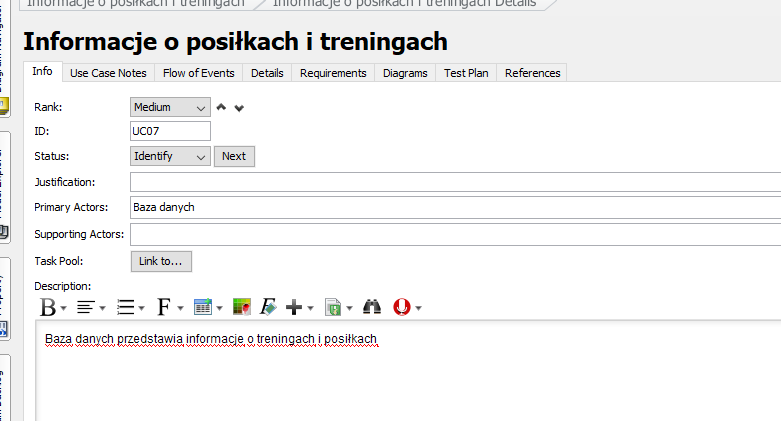 Informacje o posiłkach i treningach Informacje o posiłkach i treningach Details
Informacje o posiłkach i treningach
Info Use Case Notes Flow of Events Details Requirements Diagrams Test Plan References
Rank: Medium
ID: UC07
Status: Identify Next
Justification:
Primary Actors: Baza danych
Supporting Actors:
Task Pool: Link to...
Description:
B F F
Baza danych przedstawia informacje o treningach i posiłkach